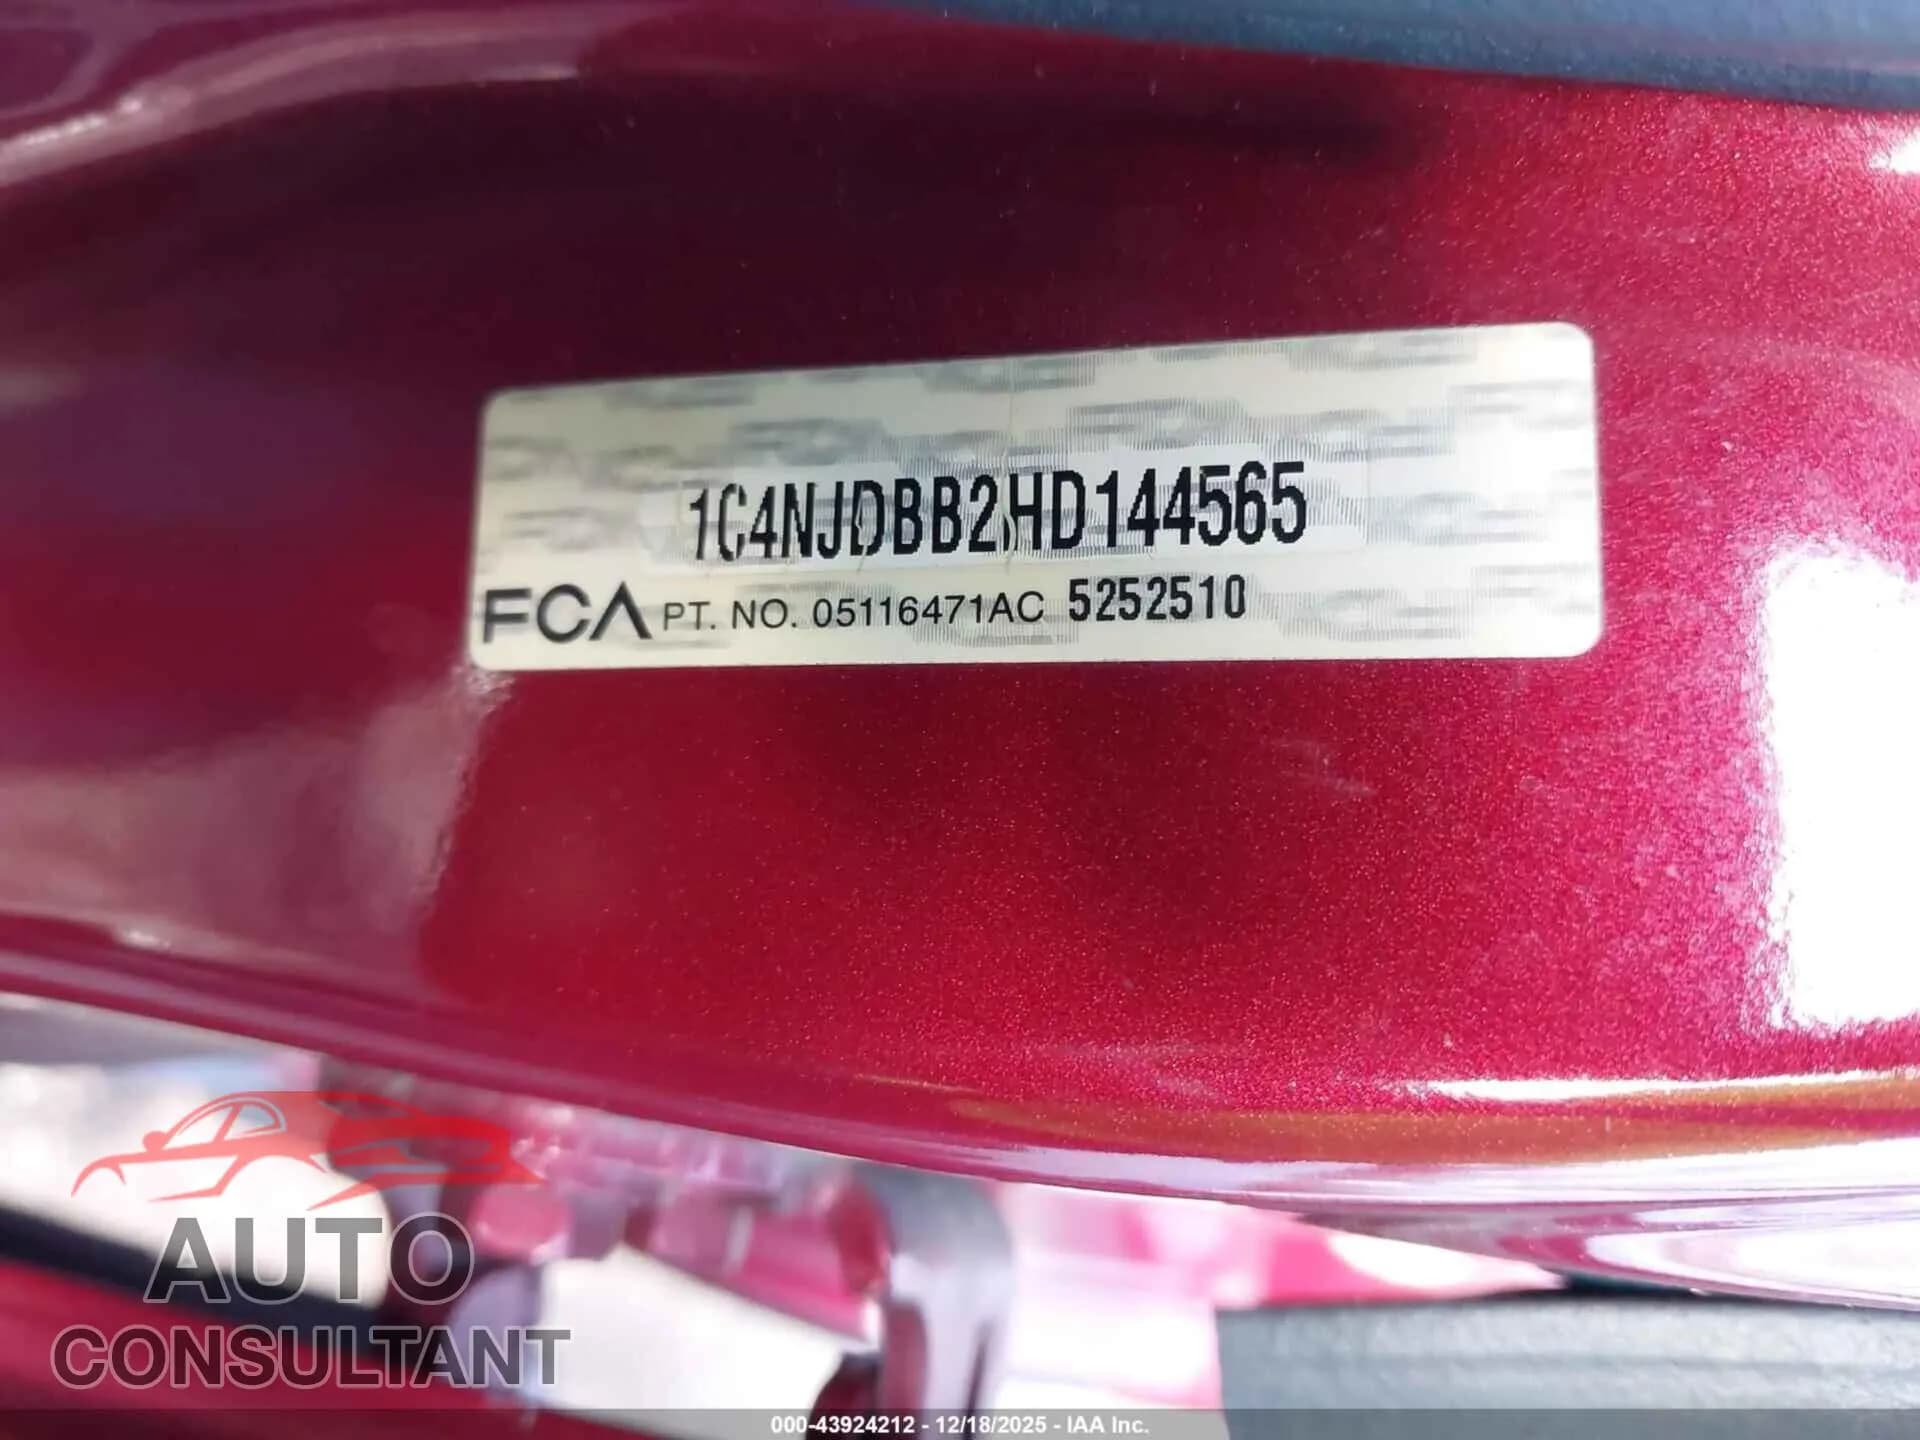 1C4NJDBB2HD144565
FCA PT. NO. 05116471AC 5252510
AUTO
CONSULTANT
000-43924212 - 12/18/2025 - IAA Inc.